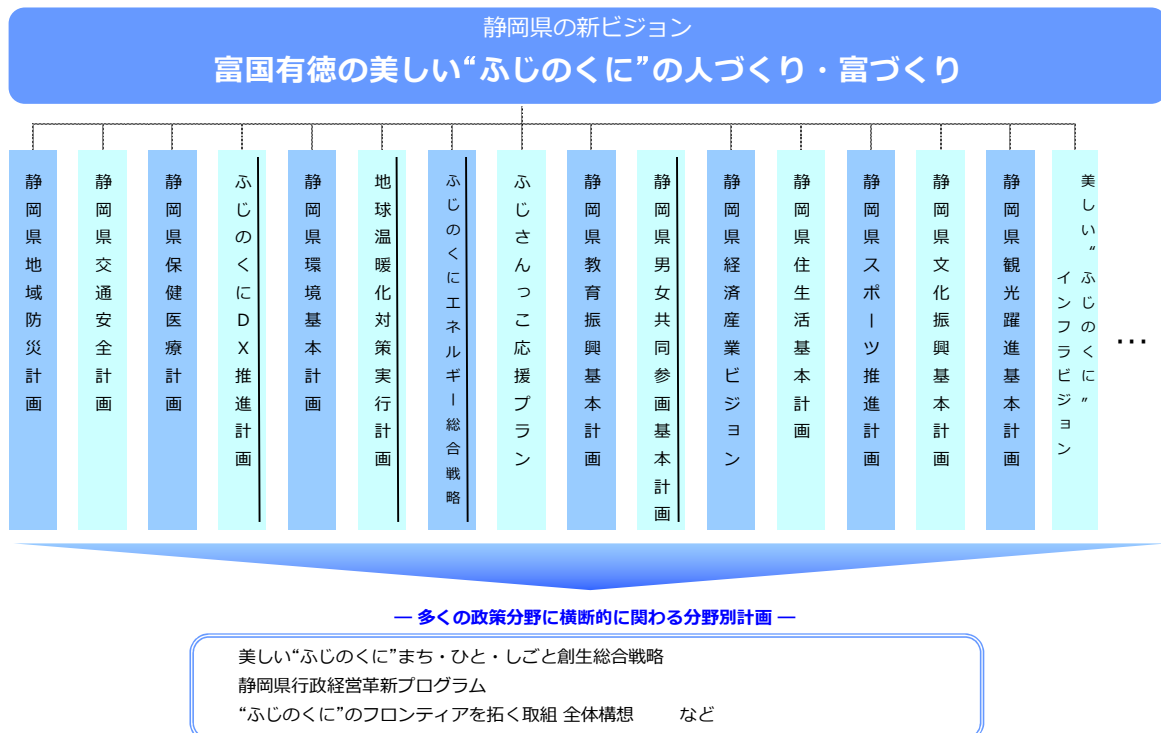 静岡県の新ビジョン
富国有徳の美しい“ふじのくに”の人づくり・富づくり
静岡県地域防災計画
静岡県交通安全計画
静岡県保健医療計画
ふじのくにDX推進計画
静岡県環境基本計画
地球温暖化対策実行計画
ふじのくにエネルギー総合戦略
ふじさんっこ応援プラン
静岡県教育振興基本計画
静岡県男女共同参画基本計画
静岡県経済産業ビジョン
静岡県住生活基本計画
静岡県スポーツ推進計画
静岡県文化振興基本計画
静岡県観光躍進基本計画
美しい“ふじのくに”
インフラビジョン
…
― 多くの政策分野に横断的に関わる分野別計画 ―
美しい“ふじのくに”まち・ひと・しごと創生総合戦略
静岡県行政経営革新プログラム
“ふじのくに”のフロンティアを拓く取組 全体構想　　など